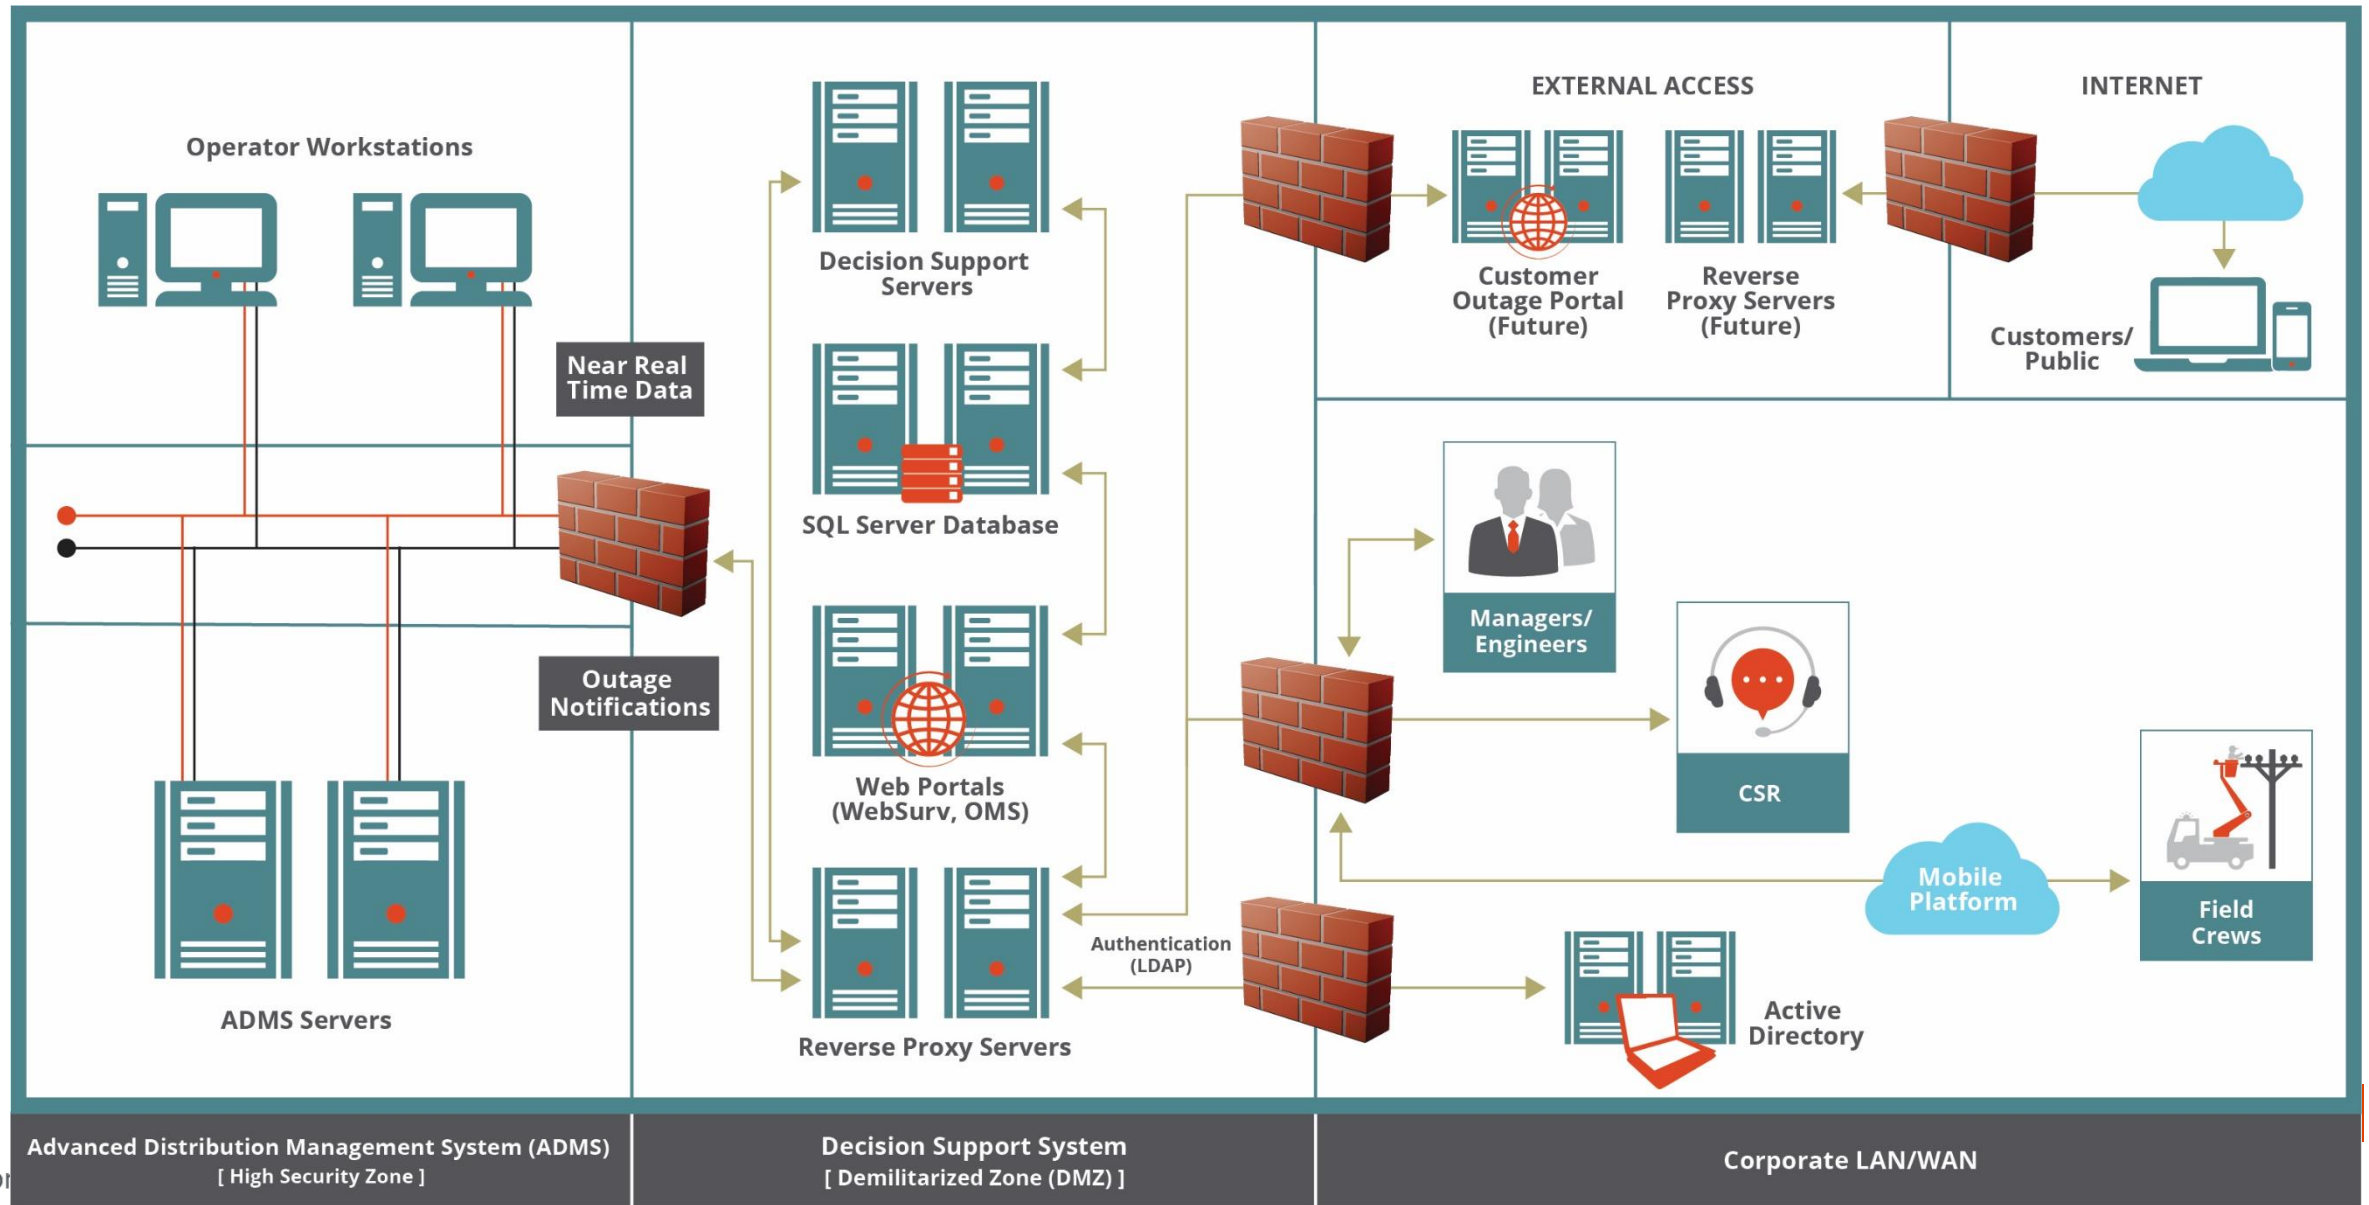 Operator Workstations
Near Real
Time Data
Outage
Notifications
ADMS Servers
Decision Support
Servers
SQL Server Database
Web Portals
(WebSurv, OMS)
Reverse Proxy Servers
Authentication
(LDAP)
EXTERNAL ACCESS
Customer
Outage Portal
(Future)
Reverse
Proxy Servers
(Future)
INTERNET
Customers/
Public
Managers/
Engineers
CSR
Mobile
Platform
Field
Crews
Active
Directory
Advanced Distribution Management System (ADMS)
[ High Security Zone ]
Decision Support System
[ Demilitarized Zone (DMZ) ]
Corporate LAN/WAN